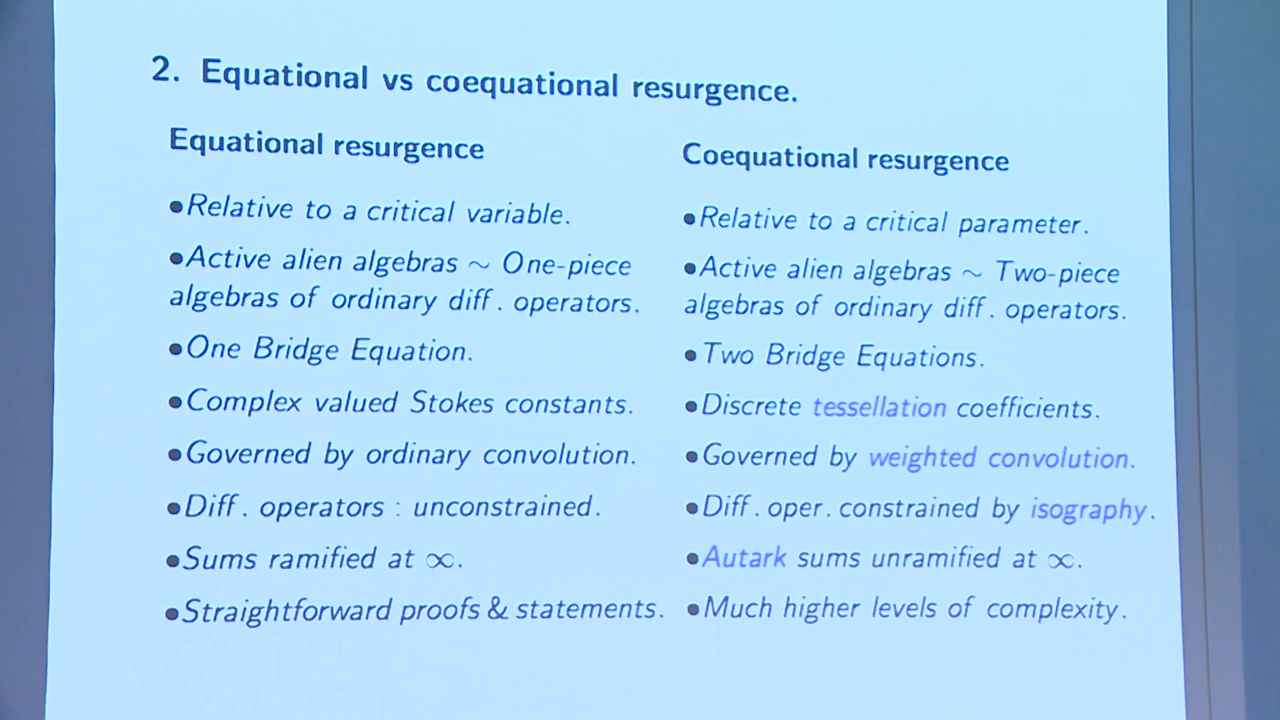 2. Equational vs coequational resurgence.
Equational resurgence
•Relative to a critical variable.
•Active alien algebras ∼ One-piece
algebras of ordinary diff. operators.
•One Bridge Equation.
•Complex valued Stokes constants.
•Governed by ordinary convolution.
•Diff. operators : unconstrained.
•Sums ramified at ∞.
•Straightforward proofs & statements.
Coequational resurgence
•Relative to a critical parameter.
•Active alien algebras ∼ Two-piece
algebras of ordinary diff. operators.
•Two Bridge Equations.
•Discrete tessellation coefficients.
•Governed by weighted convolution.
•Diff. oper. constrained by isography.
•Autark sums unramified at ∞.
•Much higher levels of complexity.